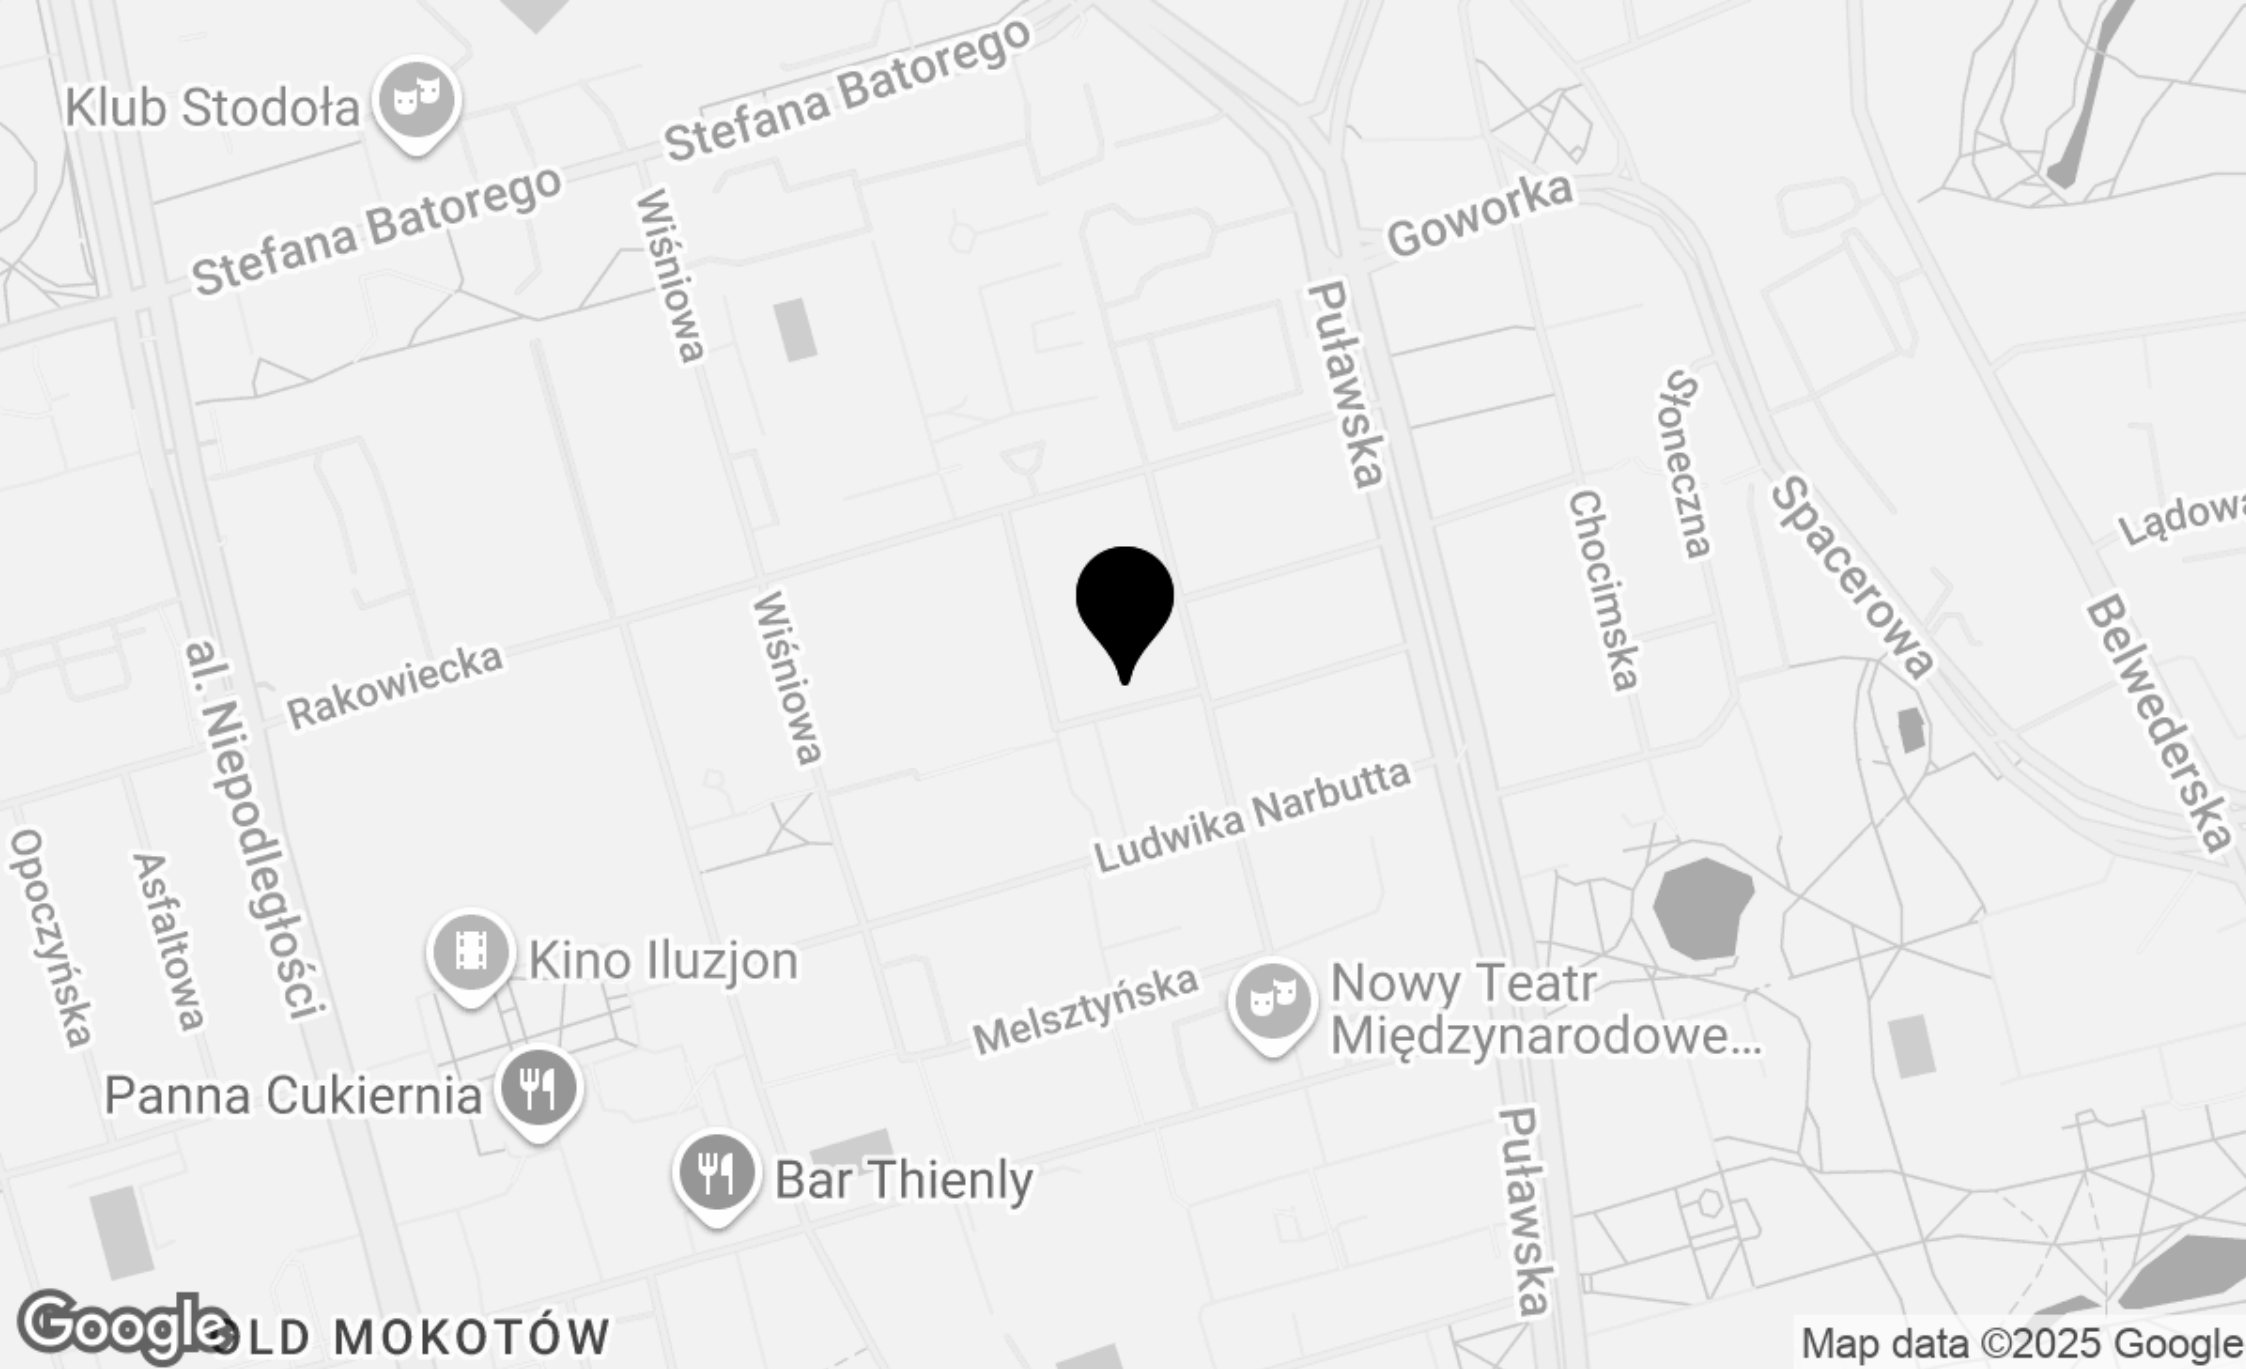 Stefana Batorego
Klub Stodoła
Stefana Batorego
Wiśniowa
Goworka
Puławska
Słoneczna
Chocimska
Spacerowa
Lądowa
Belwederska
Rakowiecka
Wiśniowa
al. Niepodległości
Ludwika Narbutta
Opoczyńska
Asfaltowa
Kino Iluzjon
Melsztyńska
Nowy Teatr
Międzynarodowe...
Panna Cukiernia
Bar Thienly
Puławska
Google
OLD MOKOTÓW
Map data ©2025 Google